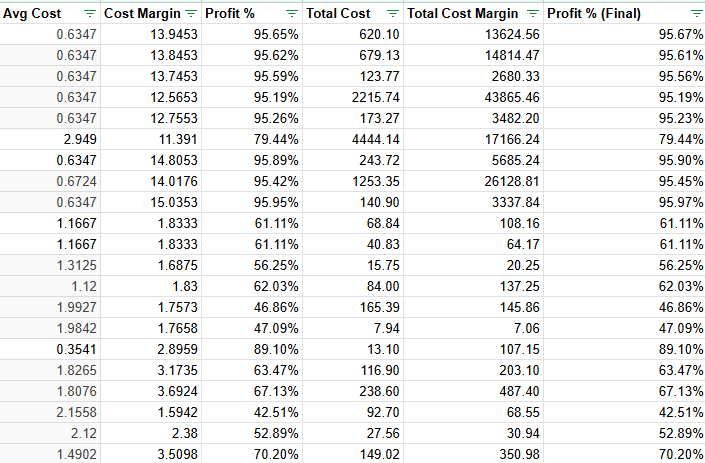 Avg Cost Cost Margin Profit % Total Cost Total Cost Margin Profit % (Final)
0.6347 13.9453 95.65% 620.10 13624.56 95.67%
0.6347 13.8453 95.62% 679.13 14814.47 95.61%
0.6347 13.7453 95.59% 123.77 2680.33 95.56%
0.6347 12.5653 95.19% 2215.74 43865.46 95.19%
0.6347 12.7553 95.26% 173.27 3482.20 95.23%
2.949 11.391 79.44% 4444.14 17166.24 79.44%
0.6347 14.8053 95.89% 243.72 5685.24 95.90%
0.6724 14.0176 95.42% 1253.35 26128.81 95.45%
0.6347 15.0353 95.95% 140.90 3337.84 95.97%
1.1667 1.8333 61.11% 68.84 108.16 61.11%
1.1667 1.8333 61.11% 40.83 64.17 61.11%
1.3125 1.6875 56.25% 15.75 20.25 56.25%
1.12 1.83 62.03% 84.00 137.25 62.03%
1.9927 1.7573 46.86% 165.39 145.86 46.86%
1.9842 1.7658 47.09% 7.94 7.06 47.09%
0.3541 2.8959 89.10% 13.10 107.15 89.10%
1.8265 3.1735 63.47% 116.90 203.10 63.47%
1.8076 3.6924 67.13% 238.60 487.40 67.13%
2.1558 1.5942 42.51% 92.70 68.55 42.51%
2.12 2.38 52.89% 27.56 30.94 52.89%
1.4902 3.5098 70.20% 149.02 350.98 70.20%